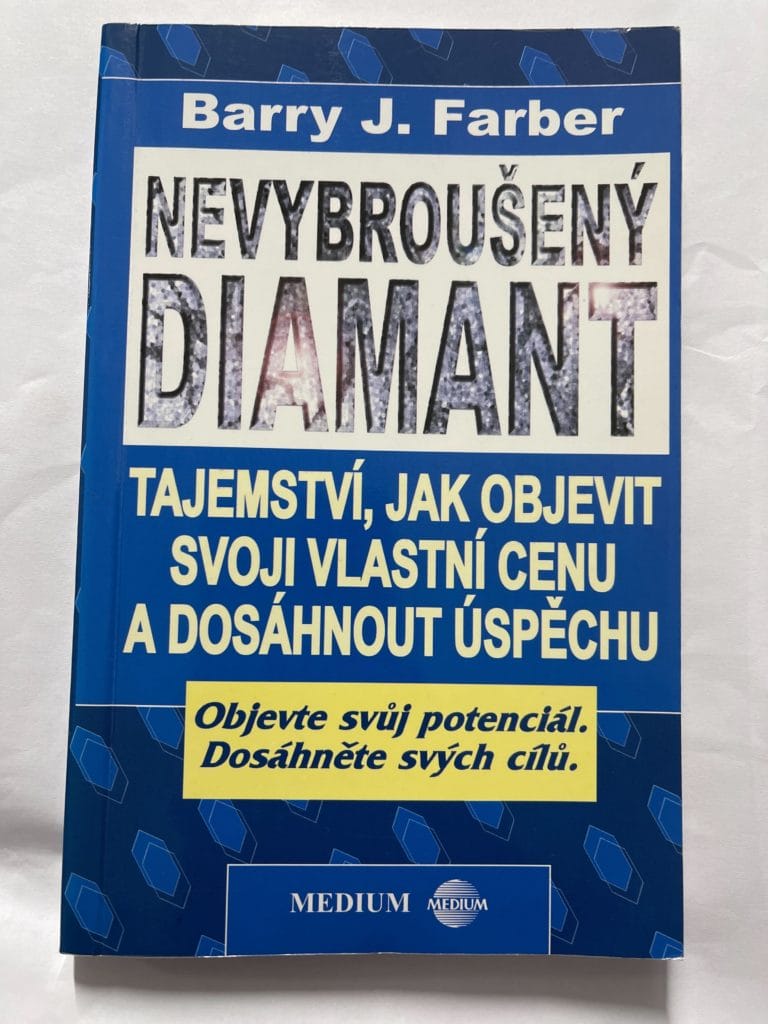 Barry J. Farber
NEVYBROUŠENÝ
DIAMANT
TAJEMSTVÍ, JAK OBJEVIT
SVOJI VLASTNÍ CENU
A DOSÁHNOUT ÚSPĚCHU
Objevte svůj potenciál.
Dosáhněte svých cílů.
MEDIUM MEDIUM